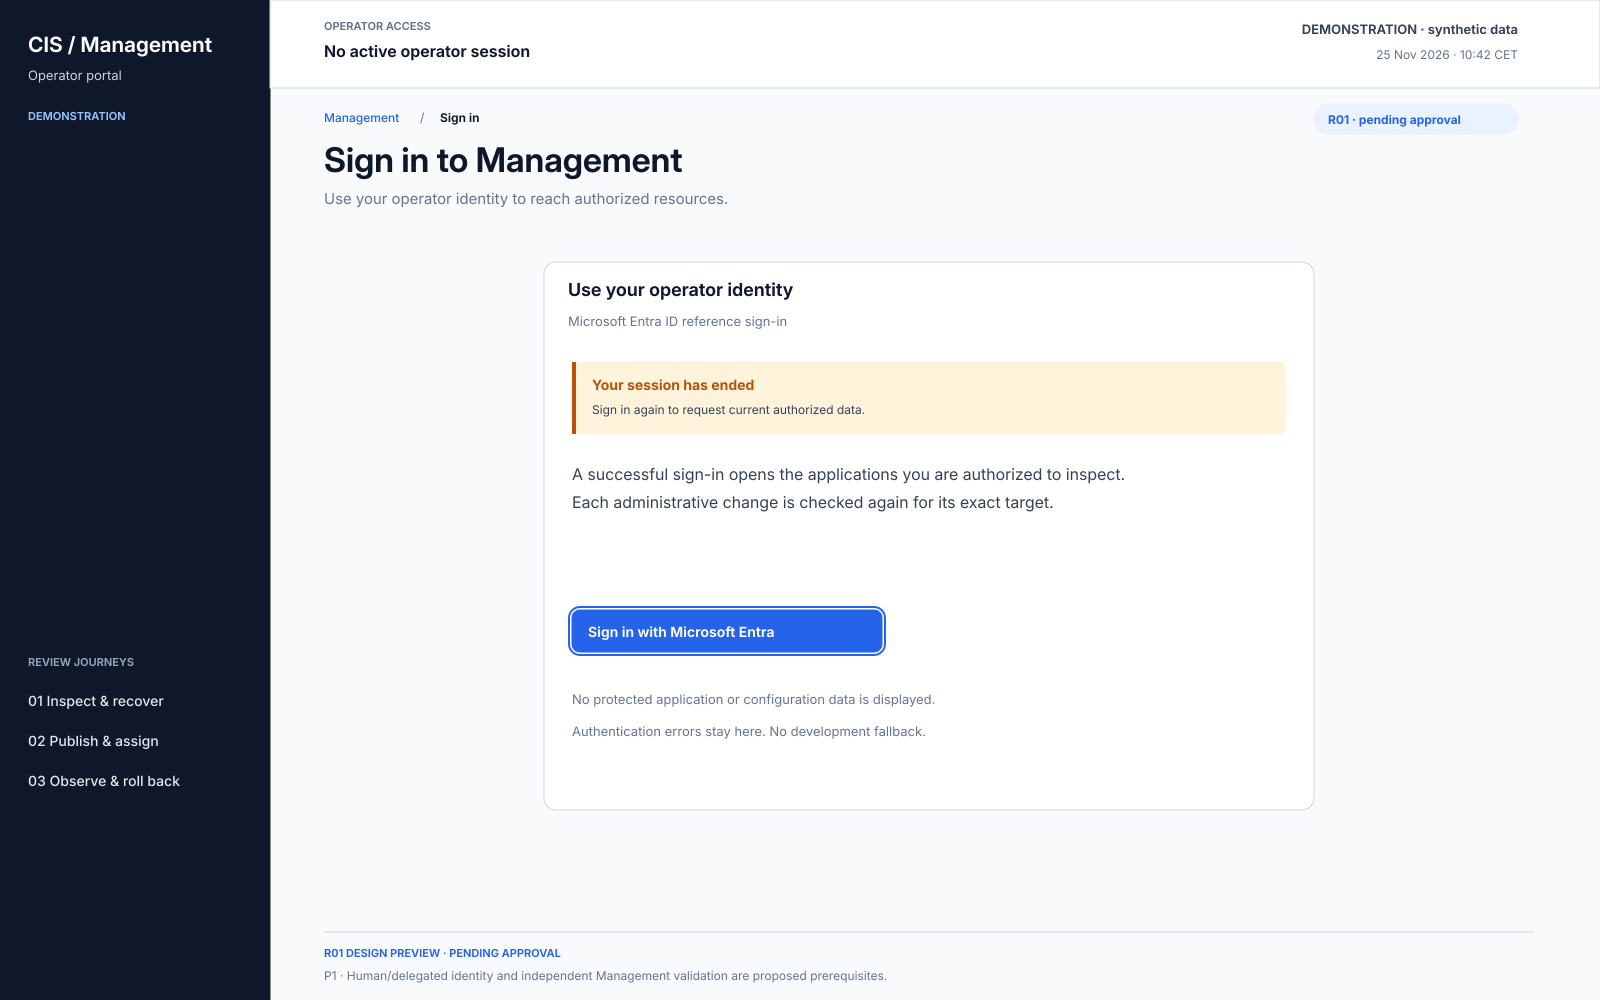 CIS / Management
Operator portal
DEMONSTRATION
REVIEW JOURNEYS
01 Inspect & recover
02 Publish & assign
03 Observe & roll back
OPERATOR ACCESS
No active operator session
DEMONSTRATION · synthetic data
25 Nov 2026 · 10:42 CET
Management / Sign in
R01 · pending approval
Sign in to Management
Use your operator identity to reach authorized resources.
Use your operator identity
Microsoft Entra ID reference sign-in
Your session has ended
Sign in again to request current authorized data.
A successful sign-in opens the applications you are authorized to inspect.
Each administrative change is checked again for its exact target.
Sign in with Microsoft Entra
No protected application or configuration data is displayed.
Authentication errors stay here. No development fallback.
R01 DESIGN PREVIEW · PENDING APPROVAL
P1 · Human/delegated identity and independent Management validation are proposed prerequisites.